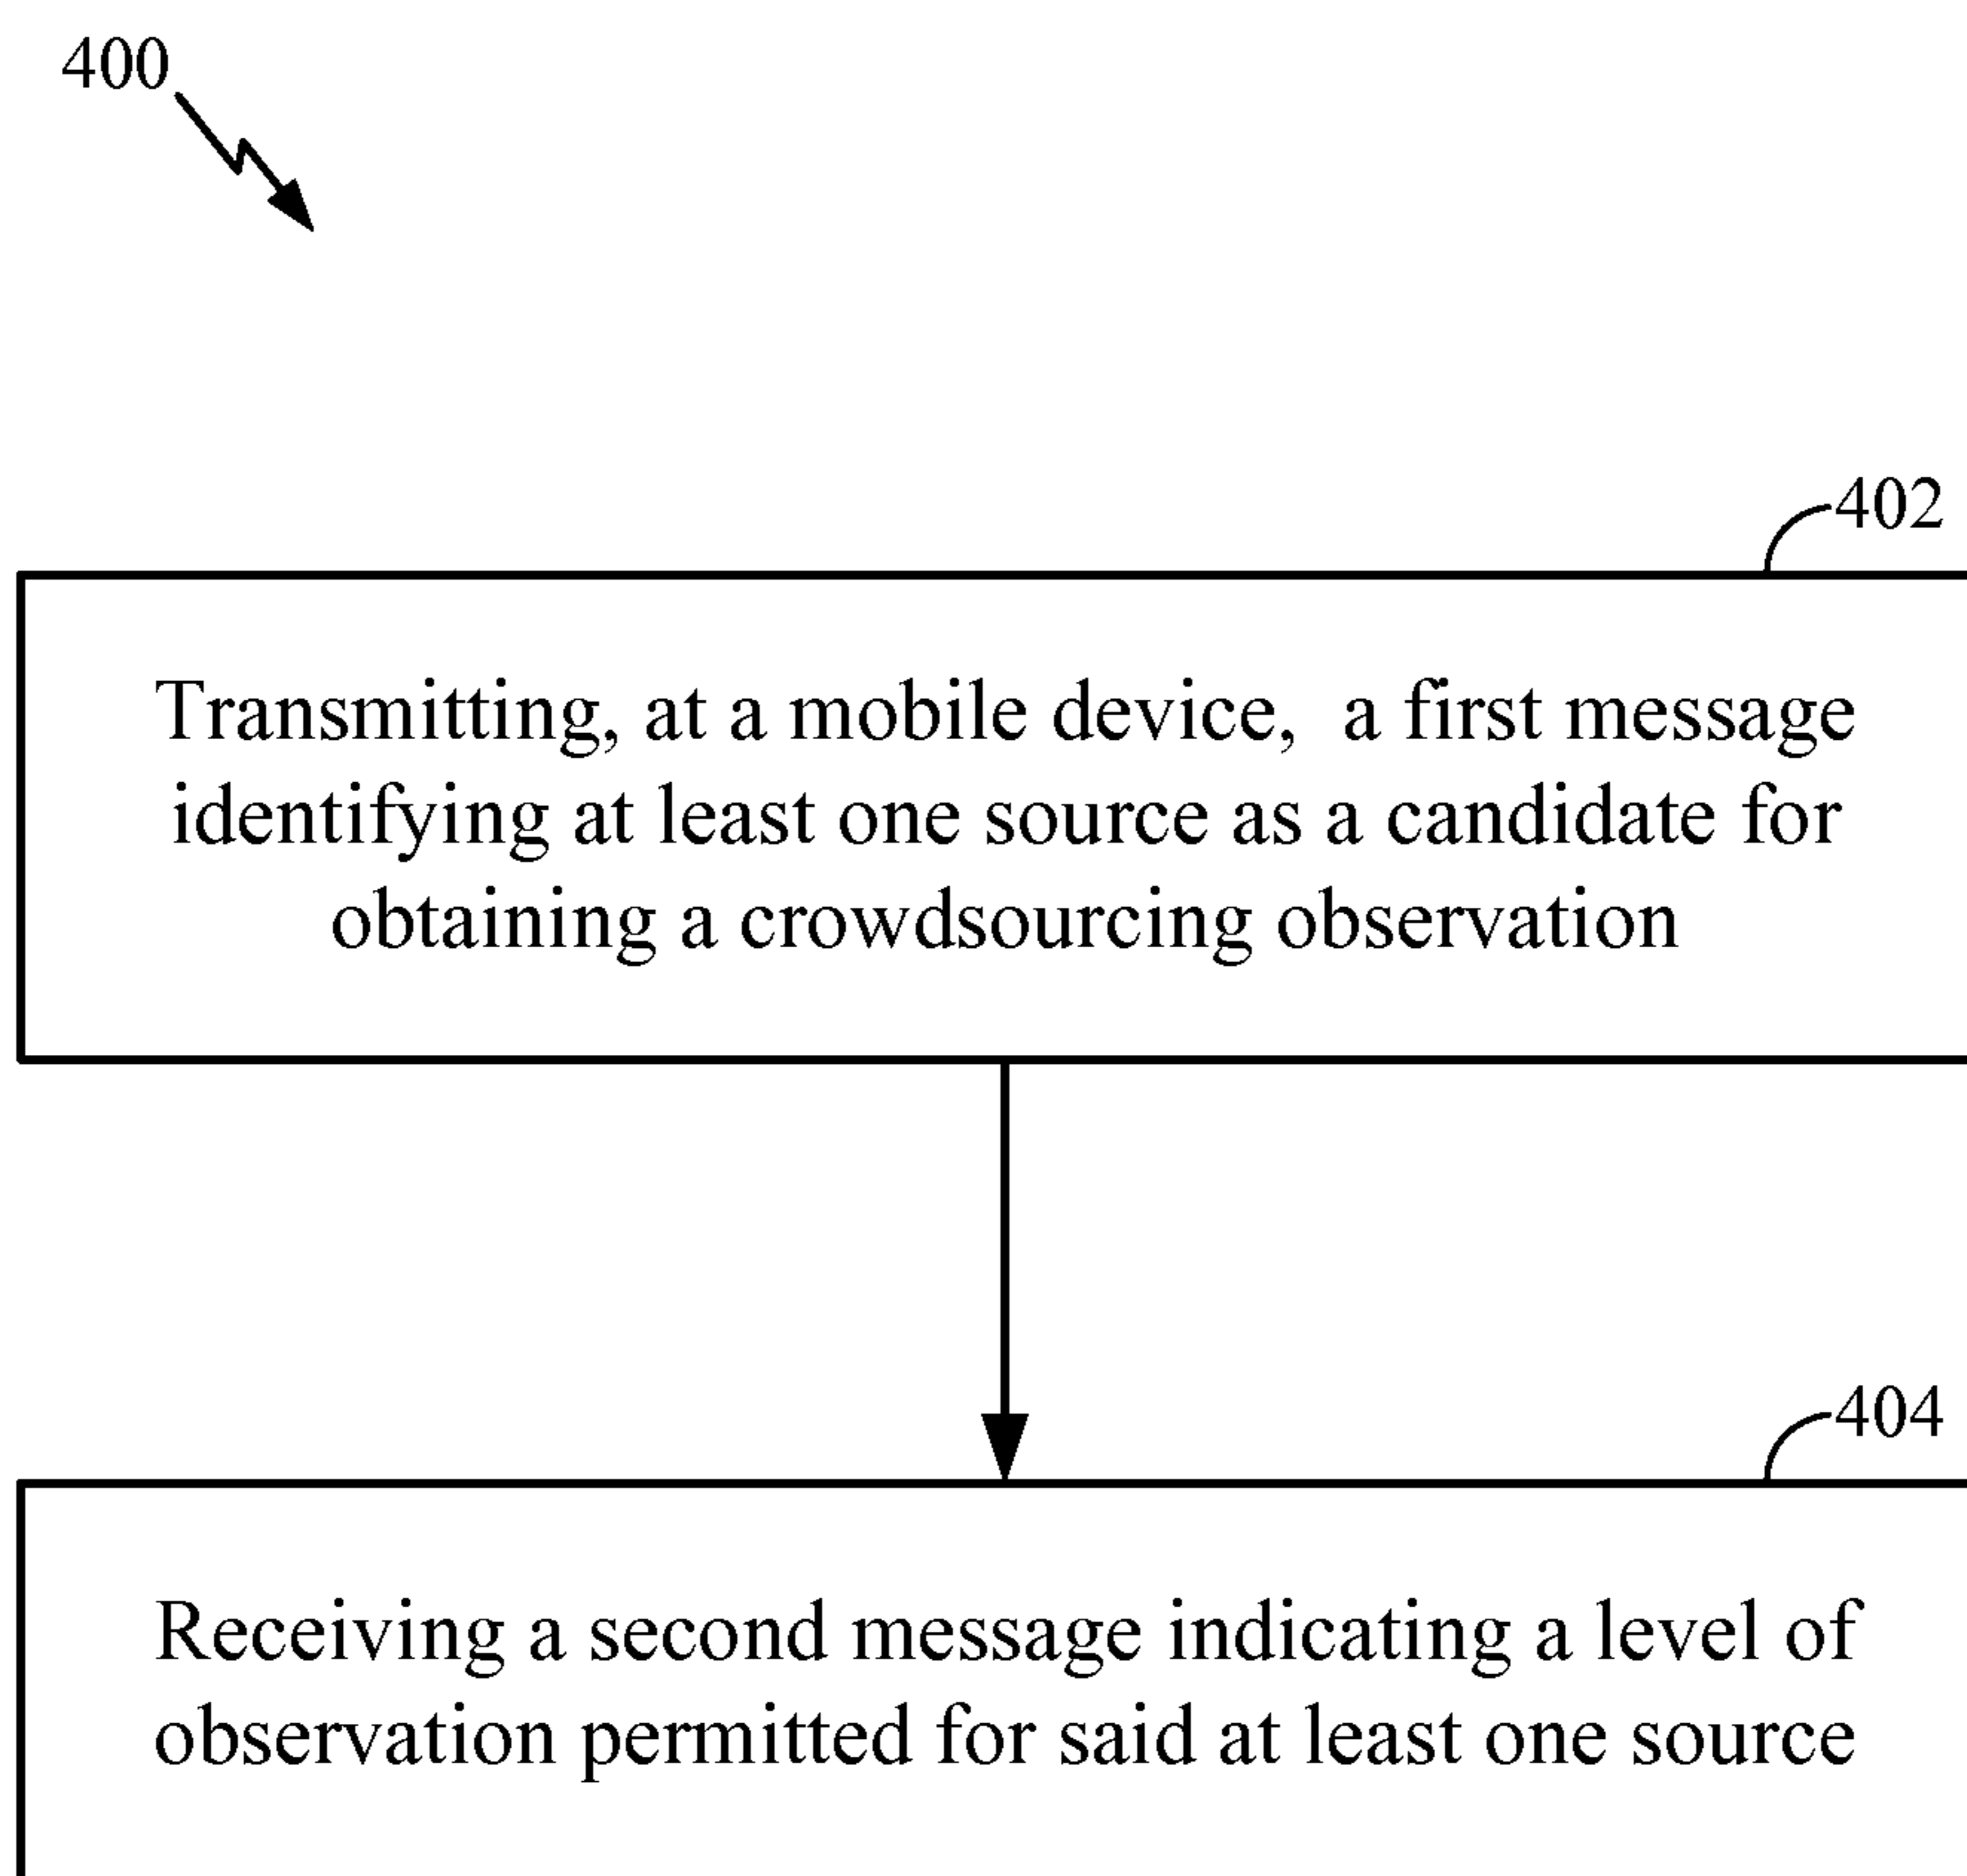 400
402
Transmitting, at a mobile device, a first message
identifying at least one source as a candidate for
obtaining a crowdsourcing observation
404
Receiving a second message indicating a level of
observation permitted for said at least one source